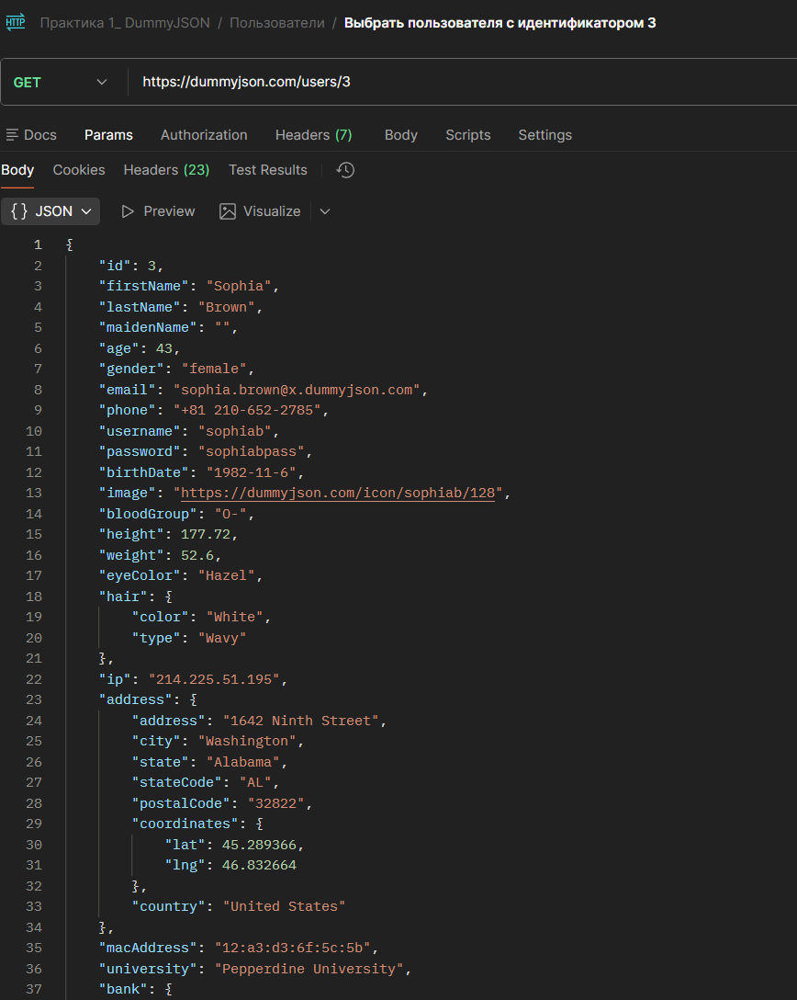 HTTP Практика 1_ DummyJSON / Пользователи / Выбрать пользователя с идентификатором 3
GET https://dummyjson.com/users/3
Docs Params Authorization Headers (7) Body Scripts Settings
Body Cookies Headers (23) Test Results
{} JSON Preview Visualize
1 {
2 "id": 3,
3 "firstName": "Sophia",
4 "lastName": "Brown",
5 "maidenName": "",
6 "age": 43,
7 "gender": "female",
8 "email": "sophia.brown@x.dummyjson.com",
9 "phone": "+81 210-652-2785",
10 "username": "sophiab",
11 "password": "sophiabpass",
12 "birthDate": "1982-11-6",
13 "image": "https://dummyjson.com/icon/sophiab/128",
14 "bloodGroup": "O-",
15 "height": 177.72,
16 "weight": 52.6,
17 "eyeColor": "Hazel",
18 "hair": {
19 "color": "White",
20 "type": "Wavy"
21 },
22 "ip": "214.225.51.195",
23 "address": {
24 "address": "1642 Ninth Street",
25 "city": "Washington",
26 "state": "Alabama",
27 "stateCode": "AL",
28 "postalCode": "32822",
29 "coordinates": {
30 "lat": 45.289366,
31 "lng": 46.832664
32 },
33 "country": "United States"
34 },
35 "macAddress": "12:a3:d3:6f:5c:5b",
36 "university": "Pepperdine University",
37 "bank": {